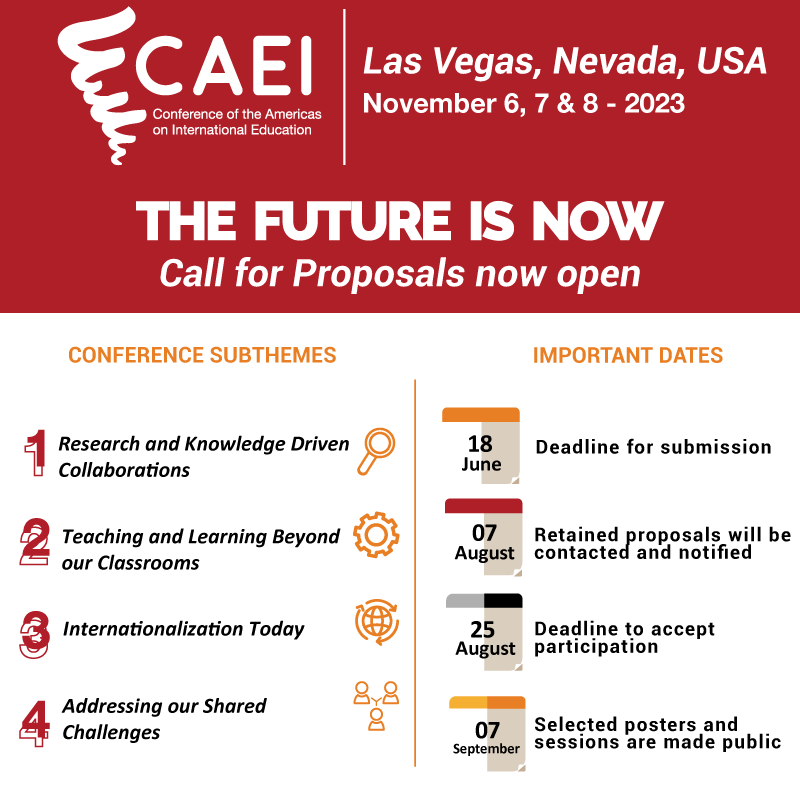 CAEI
Conference of the Americas
on International Education
Las Vegas, Nevada, USA
November 6, 7 & 8 - 2023
THE FUTURE IS NOW
Call for Proposals now open
CONFERENCE SUBTHEMES
1
Research and Knowledge Driven
Collaborations
2
Teaching and Learning Beyond
our Classrooms
3
Internationalization Today
4
Addressing our Shared
Challenges
IMPORTANT DATES
18
June
Deadline for submission
07
August
Retained proposals will be
contacted and notified
25
August
Deadline to accept
participation
07
September
Selected posters and
sessions are made public